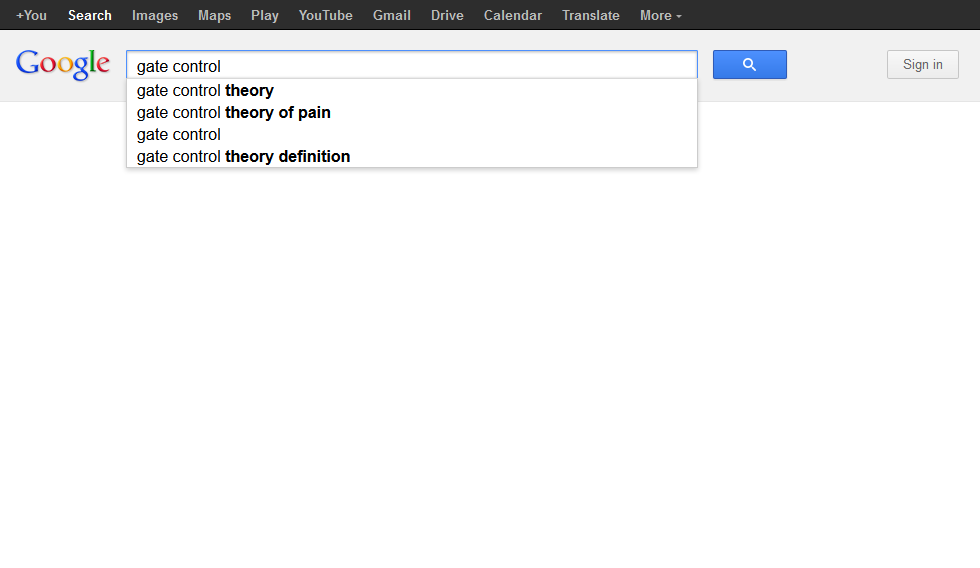 +You Search Images Maps Play YouTube Gmail Drive Calendar Translate More
Google gate control Sign in
gate control theory
gate control theory of pain
gate control
gate control theory definition